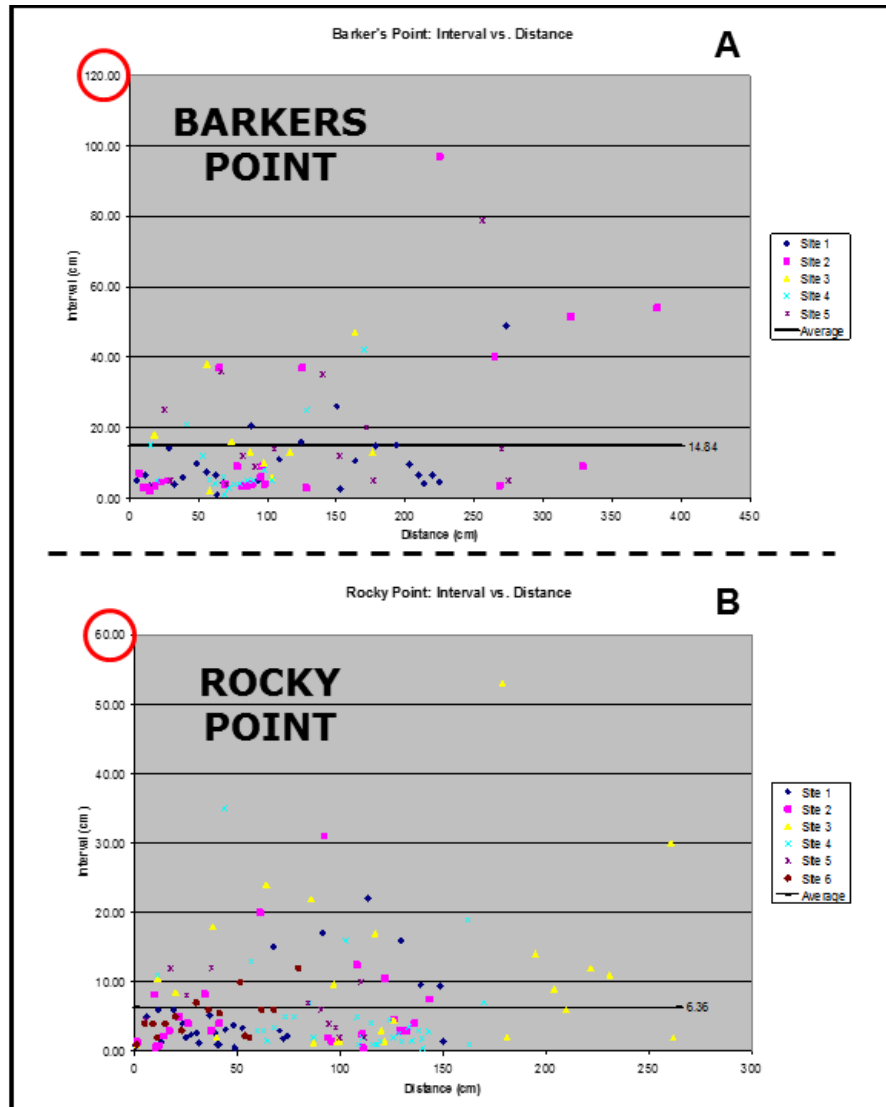 Barker's Point: Interval vs. Distance
A
120.00
BARKERS
POINT
100.00
80.00
60.00
40.00
20.00
0.00
Interval (cm)
14.84
0 50 100 150 200 250 300 350 400 450
Distance (cm)
Site 1
Site 2
Site 3
Site 4
Site 5
Average
Rocky Point: Interval vs. Distance
B
60.00
ROCKY
POINT
50.00
40.00
30.00
20.00
10.00
0.00
Interval (cm)
6.36
0 50 100 150 200 250 300
Distance (cm)
Site 1
Site 2
Site 3
Site 4
Site 5
Site 6
Average